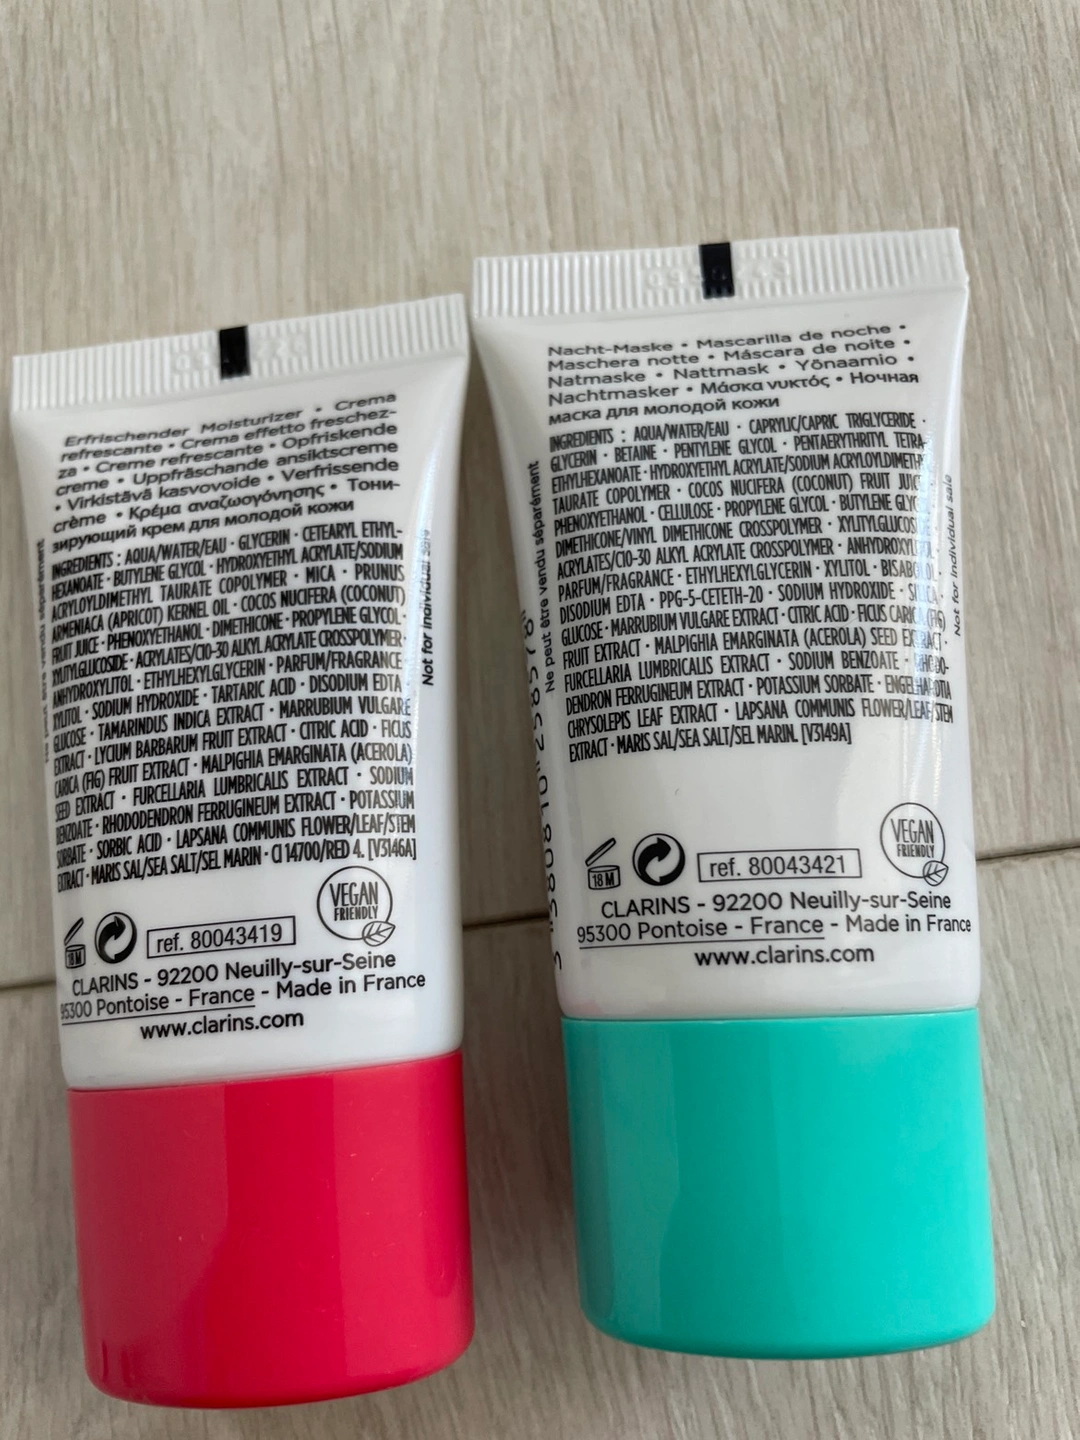 Erfrischender Moisturizer • Crema
refrescante • Crema effetto freschez-
za • Creme refrescante • Opfriskende
creme • Uppfräschande ansiktscreme
• Virkistävä kasvovoide • Verfrissende
crème • Κρέμα αναζωογόνησης • Тони-
зирующий крем для молодой кожи
INGREDIENTS : AQUA/WATER/EAU · GLYCERIN · CETEARYL ETHYL-
HEXANOATE · BUTYLENE GLYCOL · HYDROXYETHYL ACRYLATE/SODIUM
ACRYLOYLDIMETHYL TAURATE COPOLYMER · MICA · PRUNUS
ARMENIACA (APRICOT) KERNEL OIL · COCOS NUCIFERA (COCONUT)
FRUIT JUICE · PHENOXYETHANOL · DIMETHICONE · PROPYLENE GLYCOL ·
XYLITYLGLUCOSIDE · ACRYLATES/C10-30 ALKYL ACRYLATE CROSSPOLYMER ·
ANHYDROXYLITOL · ETHYLHEXYLGLYCERIN · PARFUM/FRAGRANCE ·
XYLITOL · SODIUM HYDROXIDE · TARTARIC ACID · DISODIUM EDTA ·
GLUCOSE · TAMARINDUS INDICA EXTRACT · MARRUBIUM VULGARE
EXTRACT · LYCIUM BARBARUM FRUIT EXTRACT · CITRIC ACID · FICUS
CARICA (FIG) FRUIT EXTRACT · MALPIGHIA EMARGINATA (ACEROLA)
SEED EXTRACT · FURCELLARIA LUMBRICALIS EXTRACT · SODIUM
BENZOATE · RHODODENDRON FERRUGINEUM EXTRACT · POTASSIUM
SORBATE · SORBIC ACID · LAPSANA COMMUNIS FLOWER/LEAF/STEM
EXTRACT · MARIS SAL/SEA SALT/SEL MARIN · CI 14700/RED 4. [V3146A]
Ne peut être vendu séparément
Not for individual sale
18 M
ref. 80043419
VEGAN
FRIENDLY
CLARINS - 92200 Neuilly-sur-Seine
95300 Pontoise - France - Made in France
www.clarins.com
Nacht-Maske • Mascarilla de noche •
Maschera notte • Máscara de noite •
Natmaske • Nattmask • Yönaamio •
Nachtmasker • Μάσκα νυκτός • Ночная
маска для молодой кожи
INGREDIENTS : AQUA/WATER/EAU · CAPRYLIC/CAPRIC TRIGLYCERIDE ·
GLYCERIN · BETAINE · PENTYLENE GLYCOL · PENTAERYTHRITYL TETRA-
ETHYLHEXANOATE · HYDROXYETHYL ACRYLATE/SODIUM ACRYLOYLDIMETHYL
TAURATE COPOLYMER · COCOS NUCIFERA (COCONUT) FRUIT JUICE ·
PHENOXYETHANOL · CELLULOSE · PROPYLENE GLYCOL · BUTYLENE GLYCOL ·
DIMETHICONE/VINYL DIMETHICONE CROSSPOLYMER · XYLITYLGLUCOSIDE ·
ACRYLATES/C10-30 ALKYL ACRYLATE CROSSPOLYMER · ANHYDROXYLITOL ·
PARFUM/FRAGRANCE · ETHYLHEXYLGLYCERIN · XYLITOL · BISABOLOL ·
DISODIUM EDTA · PPG-5-CETETH-20 · SODIUM HYDROXIDE · SILICA ·
GLUCOSE · MARRUBIUM VULGARE EXTRACT · CITRIC ACID · FICUS CARICA (FIG)
FRUIT EXTRACT · MALPIGHIA EMARGINATA (ACEROLA) SEED EXTRACT ·
FURCELLARIA LUMBRICALIS EXTRACT · SODIUM BENZOATE · RHODO-
DENDRON FERRUGINEUM EXTRACT · POTASSIUM SORBATE · ENGELHARDTIA
CHRYSOLEPIS LEAF EXTRACT · LAPSANA COMMUNIS FLOWER/LEAF/STEM
EXTRACT · MARIS SAL/SEA SALT/SEL MARIN. [V3149A]
Ne peut être vendu séparément
Not for individual sale
18 M
ref. 80043421
VEGAN
FRIENDLY
CLARINS - 92200 Neuilly-sur-Seine
95300 Pontoise - France - Made in France
www.clarins.com